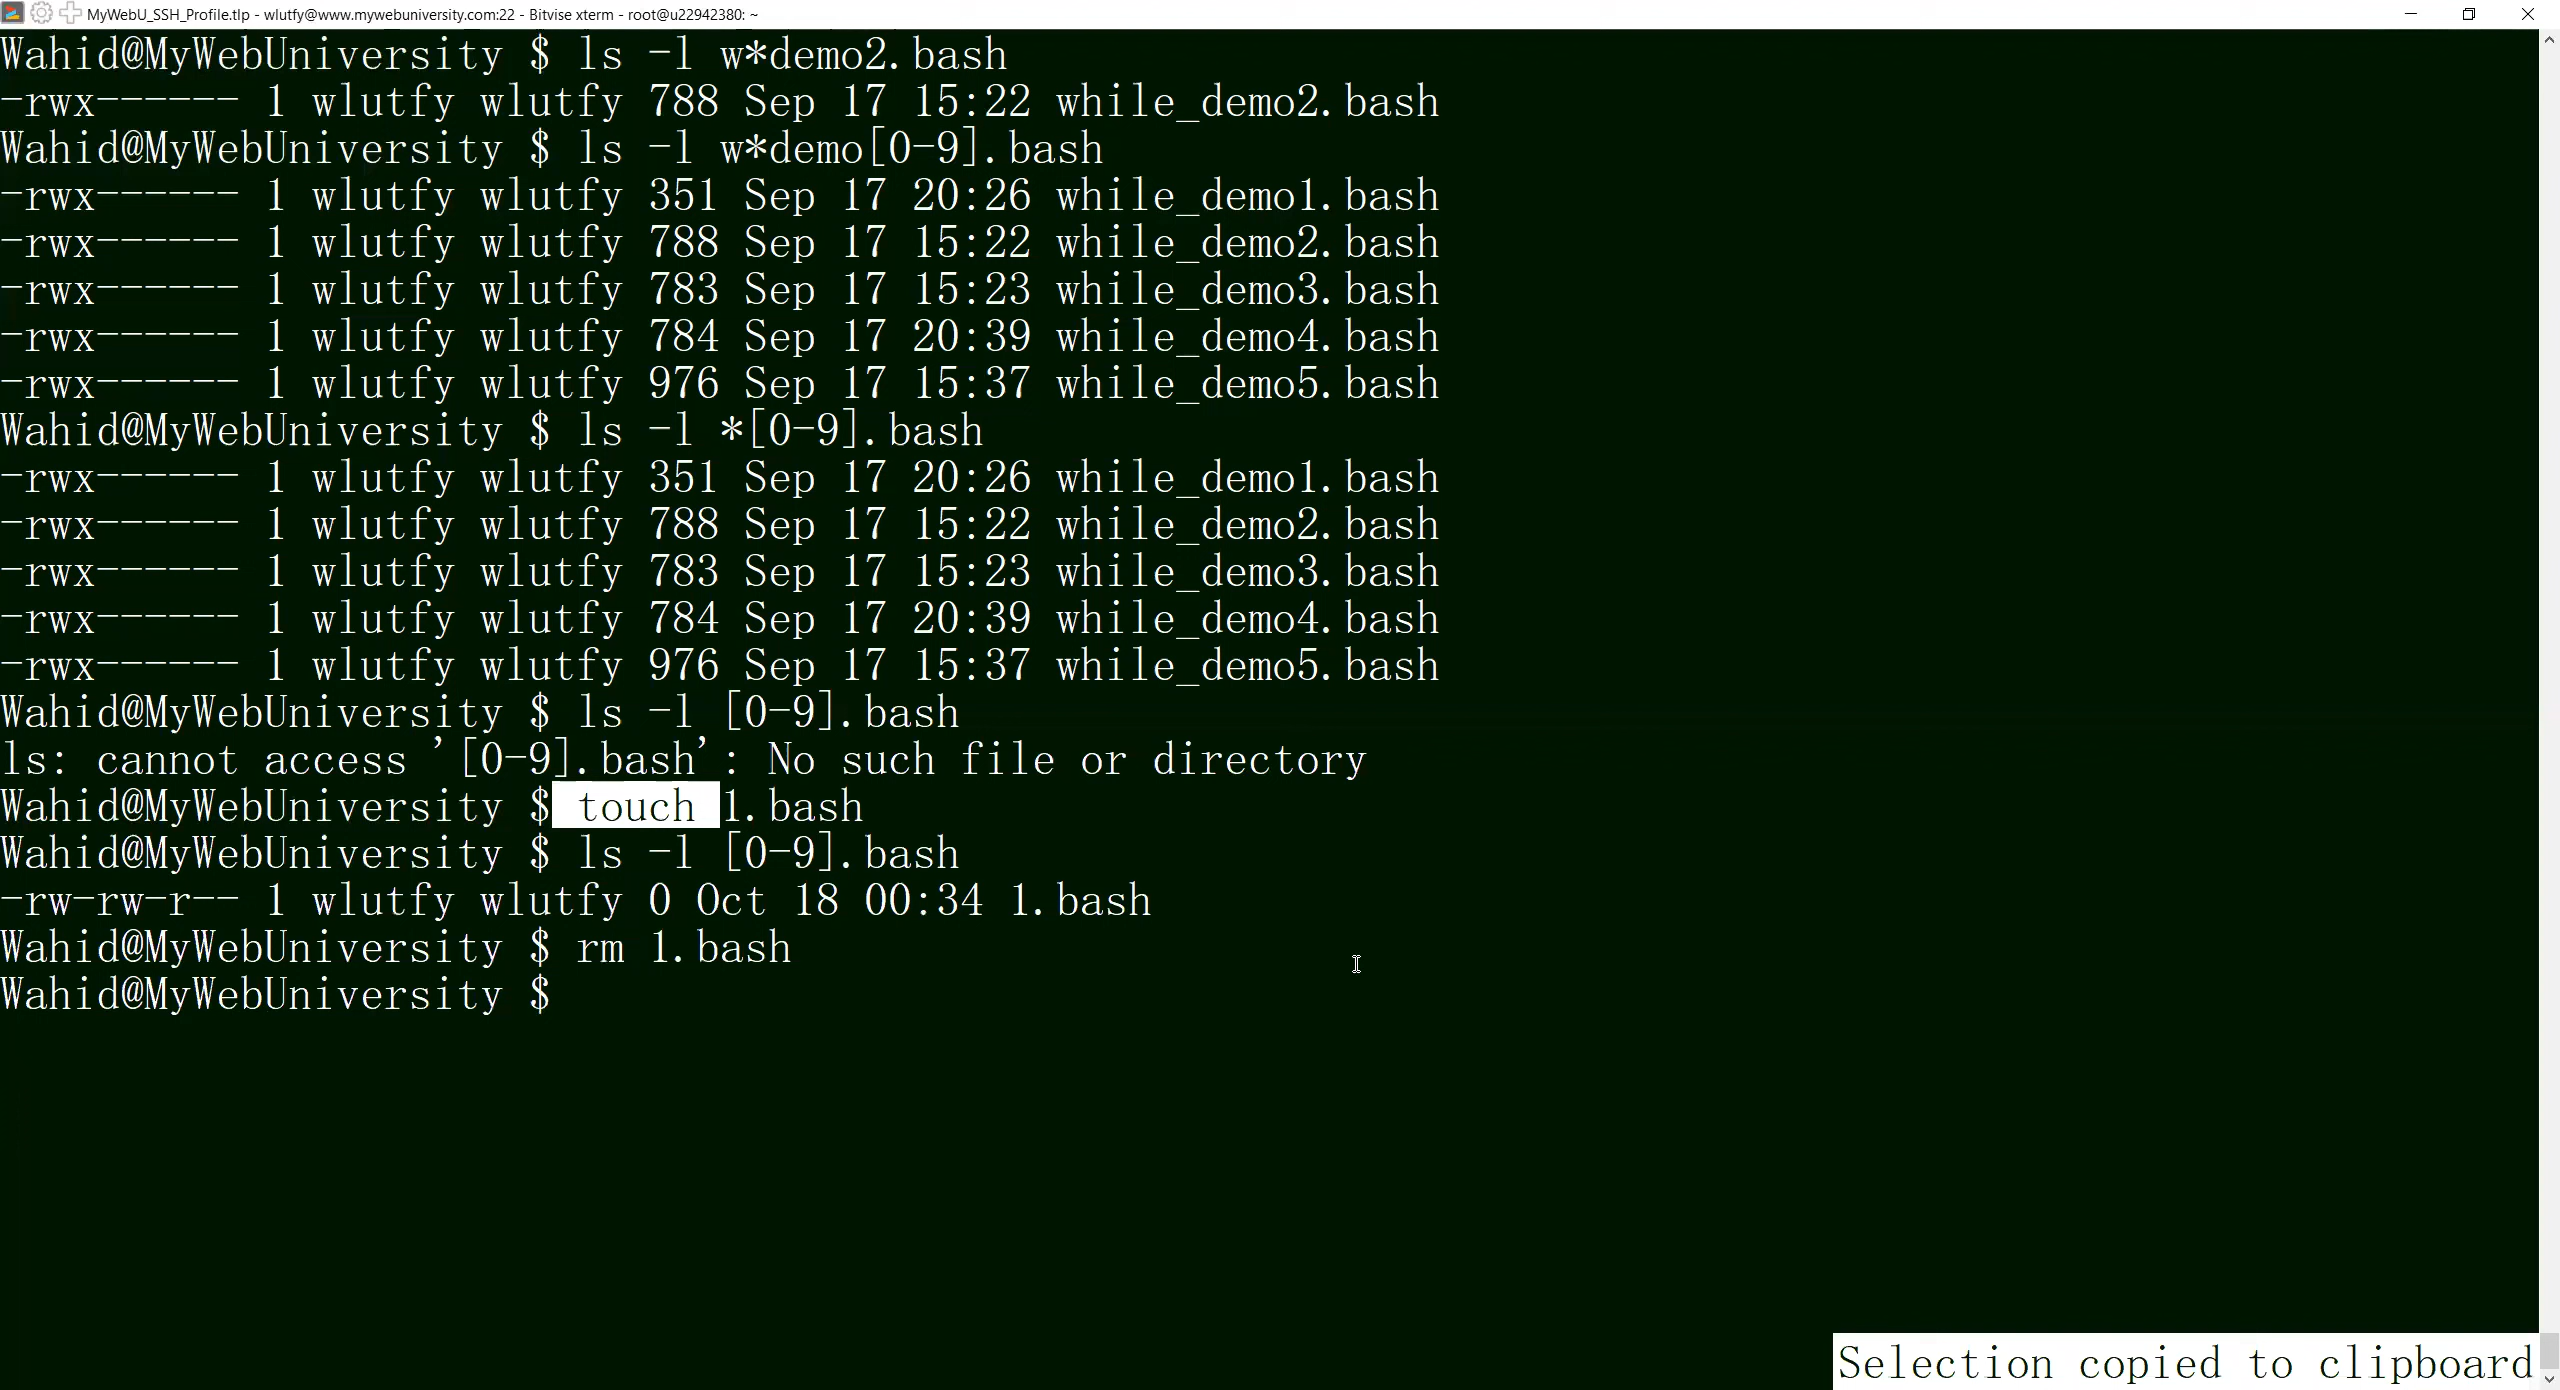 MyWebU_SSH_Profile.tlp - wlutfy@www.mywebuniversity.com:22 - Bitvise xterm - root@u22942380: ~
Wahid@MyWebUniversity $ ls -l w*demo2.bash
-rwx------ 1 wlutfy wlutfy 788 Sep 17 15:22 while_demo2.bash
Wahid@MyWebUniversity $ ls -l w*demo[0-9].bash
-rwx------ 1 wlutfy wlutfy 351 Sep 17 20:26 while_demo1.bash
-rwx------ 1 wlutfy wlutfy 788 Sep 17 15:22 while_demo2.bash
-rwx------ 1 wlutfy wlutfy 783 Sep 17 15:23 while_demo3.bash
-rwx------ 1 wlutfy wlutfy 784 Sep 17 20:39 while_demo4.bash
-rwx------ 1 wlutfy wlutfy 976 Sep 17 15:37 while_demo5.bash
Wahid@MyWebUniversity $ ls -l *[0-9].bash
-rwx------ 1 wlutfy wlutfy 351 Sep 17 20:26 while_demo1.bash
-rwx------ 1 wlutfy wlutfy 788 Sep 17 15:22 while_demo2.bash
-rwx------ 1 wlutfy wlutfy 783 Sep 17 15:23 while_demo3.bash
-rwx------ 1 wlutfy wlutfy 784 Sep 17 20:39 while_demo4.bash
-rwx------ 1 wlutfy wlutfy 976 Sep 17 15:37 while_demo5.bash
Wahid@MyWebUniversity $ ls -l [0-9].bash
ls: cannot access '[0-9].bash': No such file or directory
Wahid@MyWebUniversity $ touch 1.bash
Wahid@MyWebUniversity $ ls -l [0-9].bash
-rw-rw-r-- 1 wlutfy wlutfy 0 Oct 18 00:34 1.bash
Wahid@MyWebUniversity $ rm 1.bash
Wahid@MyWebUniversity $
Selection copied to clipboard